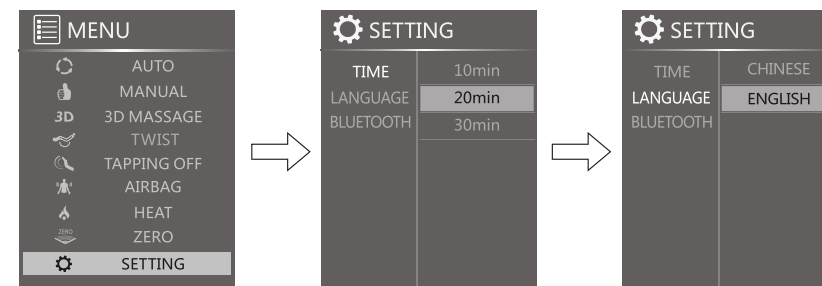 MENU
AUTO
MANUAL
3D 3D MASSAGE
TWIST
TAPPING OFF
AIRBAG
HEAT
ZERO ZERO
SETTING
SETTING
TIME 10min
LANGUAGE 20min
BLUETOOTH 30min
SETTING
TIME CHINESE
LANGUAGE ENGLISH
BLUETOOTH